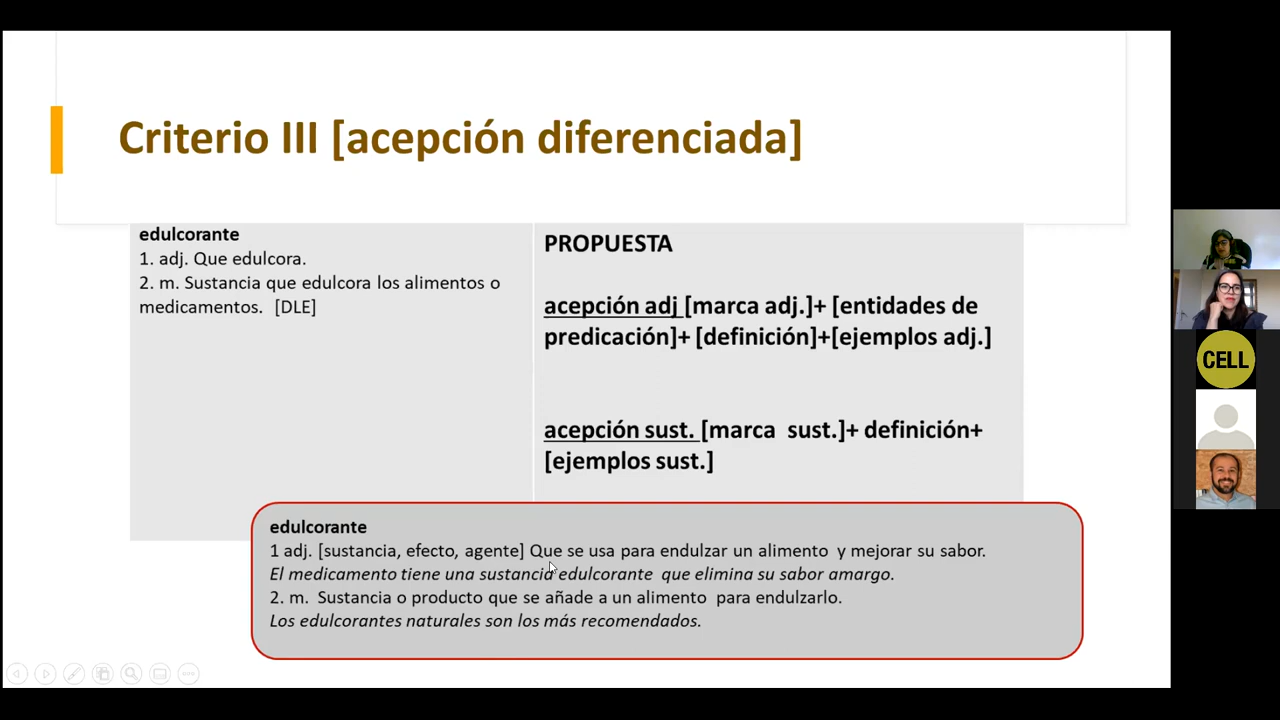 Criterio III [acepción diferenciada]
edulcorante
1. adj. Que edulcora.
2. m. Sustancia que edulcora los alimentos o
medicamentos. [DLE]
PROPUESTA
acepción adj [marca adj.]+ [entidades de
predicación]+ [definición]+[ejemplos adj.]
acepción sust. [marca sust.]+ definición+
[ejemplos sust.]
edulcorante
1 adj. [sustancia, efecto, agente] Que se usa para endulzar un alimento y mejorar su sabor.
El medicamento tiene una sustancia edulcorante que elimina su sabor amargo.
2. m. Sustancia o producto que se añade a un alimento para endulzarlo.
Los edulcorantes naturales son los más recomendados.
CELL